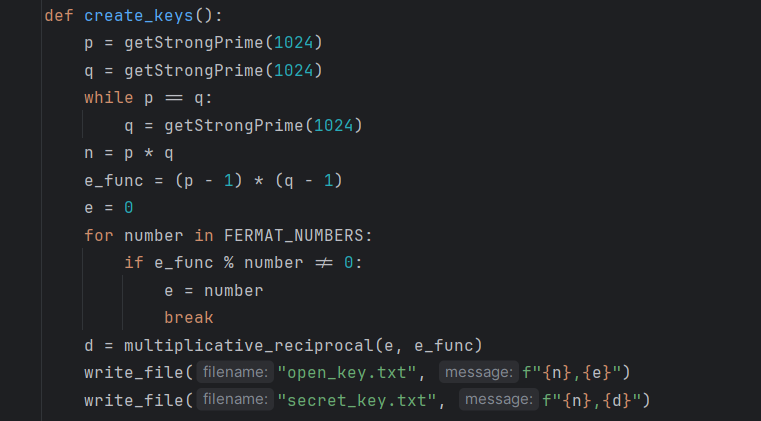 def create_keys():
    p = getStrongPrime(1024)
    q = getStrongPrime(1024)
    while p == q:
        q = getStrongPrime(1024)
    n = p * q
    e_func = (p - 1) * (q - 1)
    e = 0
    for number in FERMAT_NUMBERS:
        if e_func % number != 0:
            e = number
            break
    d = multiplicative_reciprocal(e, e_func)
    write_file( filename: "open_key.txt", message: f"{n},{e}")
    write_file( filename: "secret_key.txt", message: f"{n},{d}")